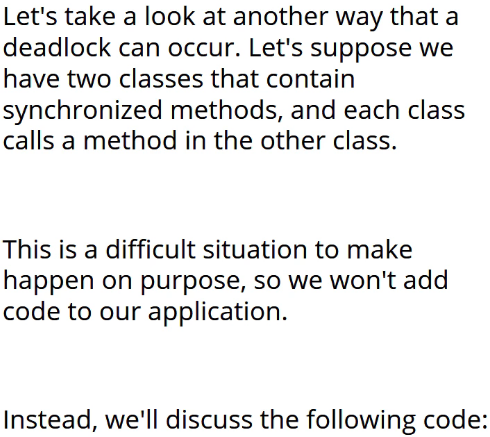 Let's take a look at another way that a
deadlock can occur. Let's suppose we
have two classes that contain
synchronized methods, and each class
calls a method in the other class.
This is a difficult situation to make
happen on purpose, so we won't add
code to our application.
Instead, we'll discuss the following code: